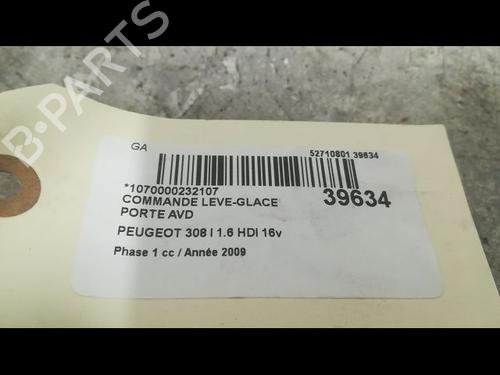 GA
52710801 39634
*1070000232107
COMMANDE LEVE-GLACE
PORTE AVD
39634
PEUGEOT 308 I 1.6 HDI 16v
Phase 1 cc / Année 2009
B-PARTS